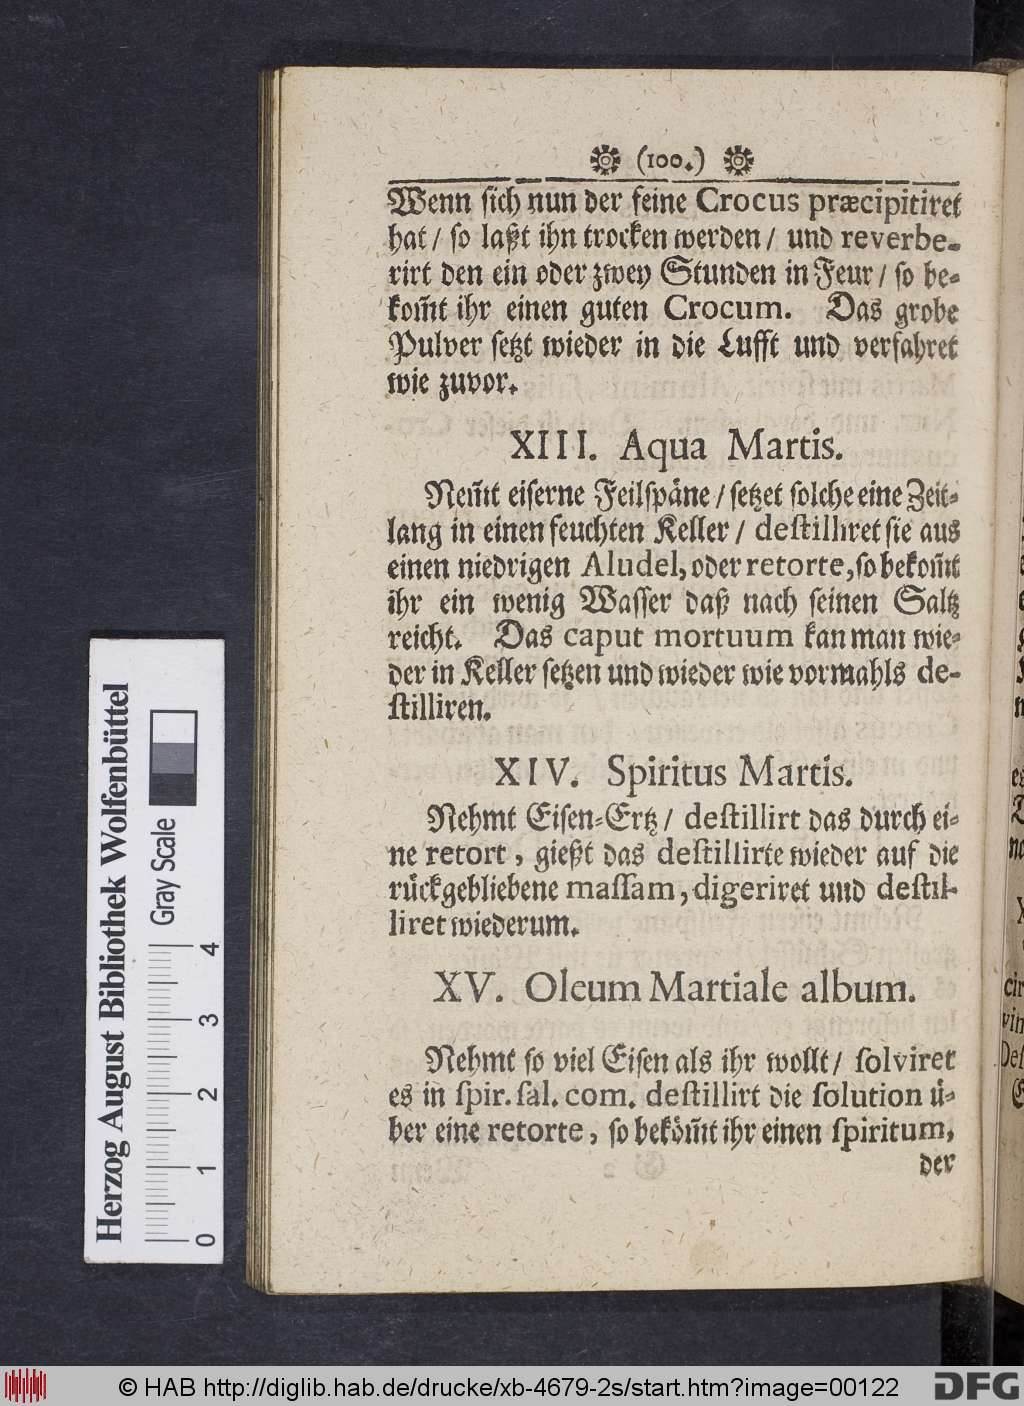 (100.)
Wenn sich nun der feine Crocus præcipitiret
hat / so laßt ihn trocken werden / und reverbe-
rirt den ein oder zwey Stunden in Feur / so be-
kom̃t ihr einen guten Crocum. Das grobe
Pulver setzt wieder in die Lufft und verfahret
wie zuvor.
XIII. Aqua Martis.
Nem̃t eiserne Feilspäne / setzet solche eine Zeit-
lang in einen feuchten Keller / destilliret sie aus
einen niedrigen Aludel, oder retorte, so bekom̃t
ihr ein wenig Wasser daß nach seinen Saltz
reicht. Das caput mortuum kan man wie-
der in Keller setzen und wieder wie vormahls de-
stilliren.
XIV. Spiritus Martis.
Nehmt Eisen-Ertz / destillirt das durch ei-
ne retort, gießt das destillirte wieder auf die
rückgebliebene massam, digeriret und destil-
liret wiederum.
XV. Oleum Martiale album.
Nehmt so viel Eisen als ihr wollt / solviret
es in spir. sal. com. destillirt die solution ü-
ber eine retorte, so beköm̃t ihr einen spiritum,
der
Herzog August Bibliothek Wolfenbüttel
Gray Scale
0 1 2 3 4
© HAB http://diglib.hab.de/drucke/xb-4679-2s/start.htm?image=00122
DFG